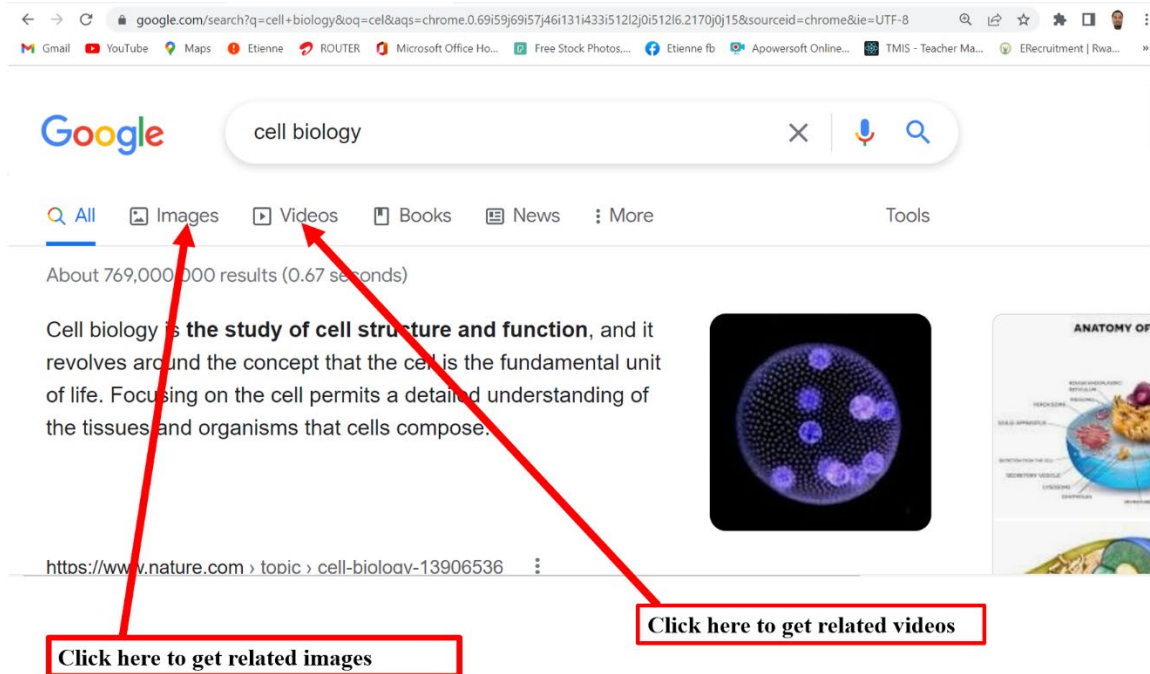 google.com/search?q=cell+biology&oq=cel&aqs=chrome.0.69i59j69i57j46i131i433i512l2j0i512l6.2170j0j15&sourceid=chrome&ie=UTF-8
Gmail YouTube Maps Etienne ROUTER Microsoft Office Ho... Free Stock Photos,... Etienne fb Apowersoft Online... TMIS - Teacher Ma... ERecruitment | Rwa... »
Google cell biology
All Images Videos Books News More Tools
About 769,000,000 results (0.67 seconds)
Cell biology is the study of cell structure and function, and it
revolves around the concept that the cell is the fundamental unit
of life. Focusing on the cell permits a detailed understanding of
the tissues and organisms that cells compose.
ANATOMY OF
https://www.nature.com › topic › cell-biology-13906536
Click here to get related videos
Click here to get related images